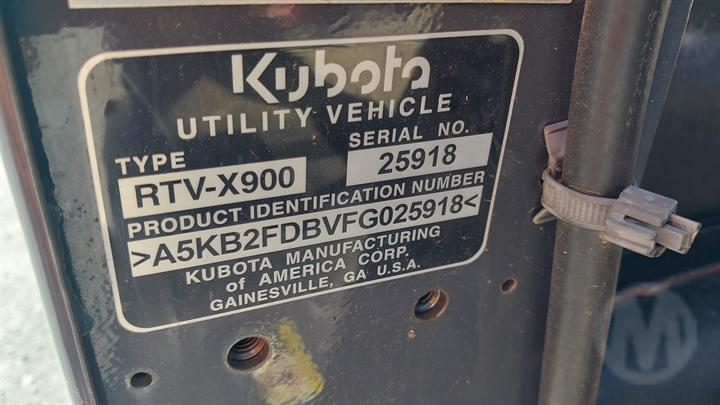 Kubota
UTILITY VEHICLE
TYPE
SERIAL NO.
RTV-X900
25918
PRODUCT IDENTIFICATION NUMBER
>A5KB2FDBVFG025918<
KUBOTA MANUFACTURING
of AMERICA CORP.
GAINESVILLE, GA U.S.A.
M